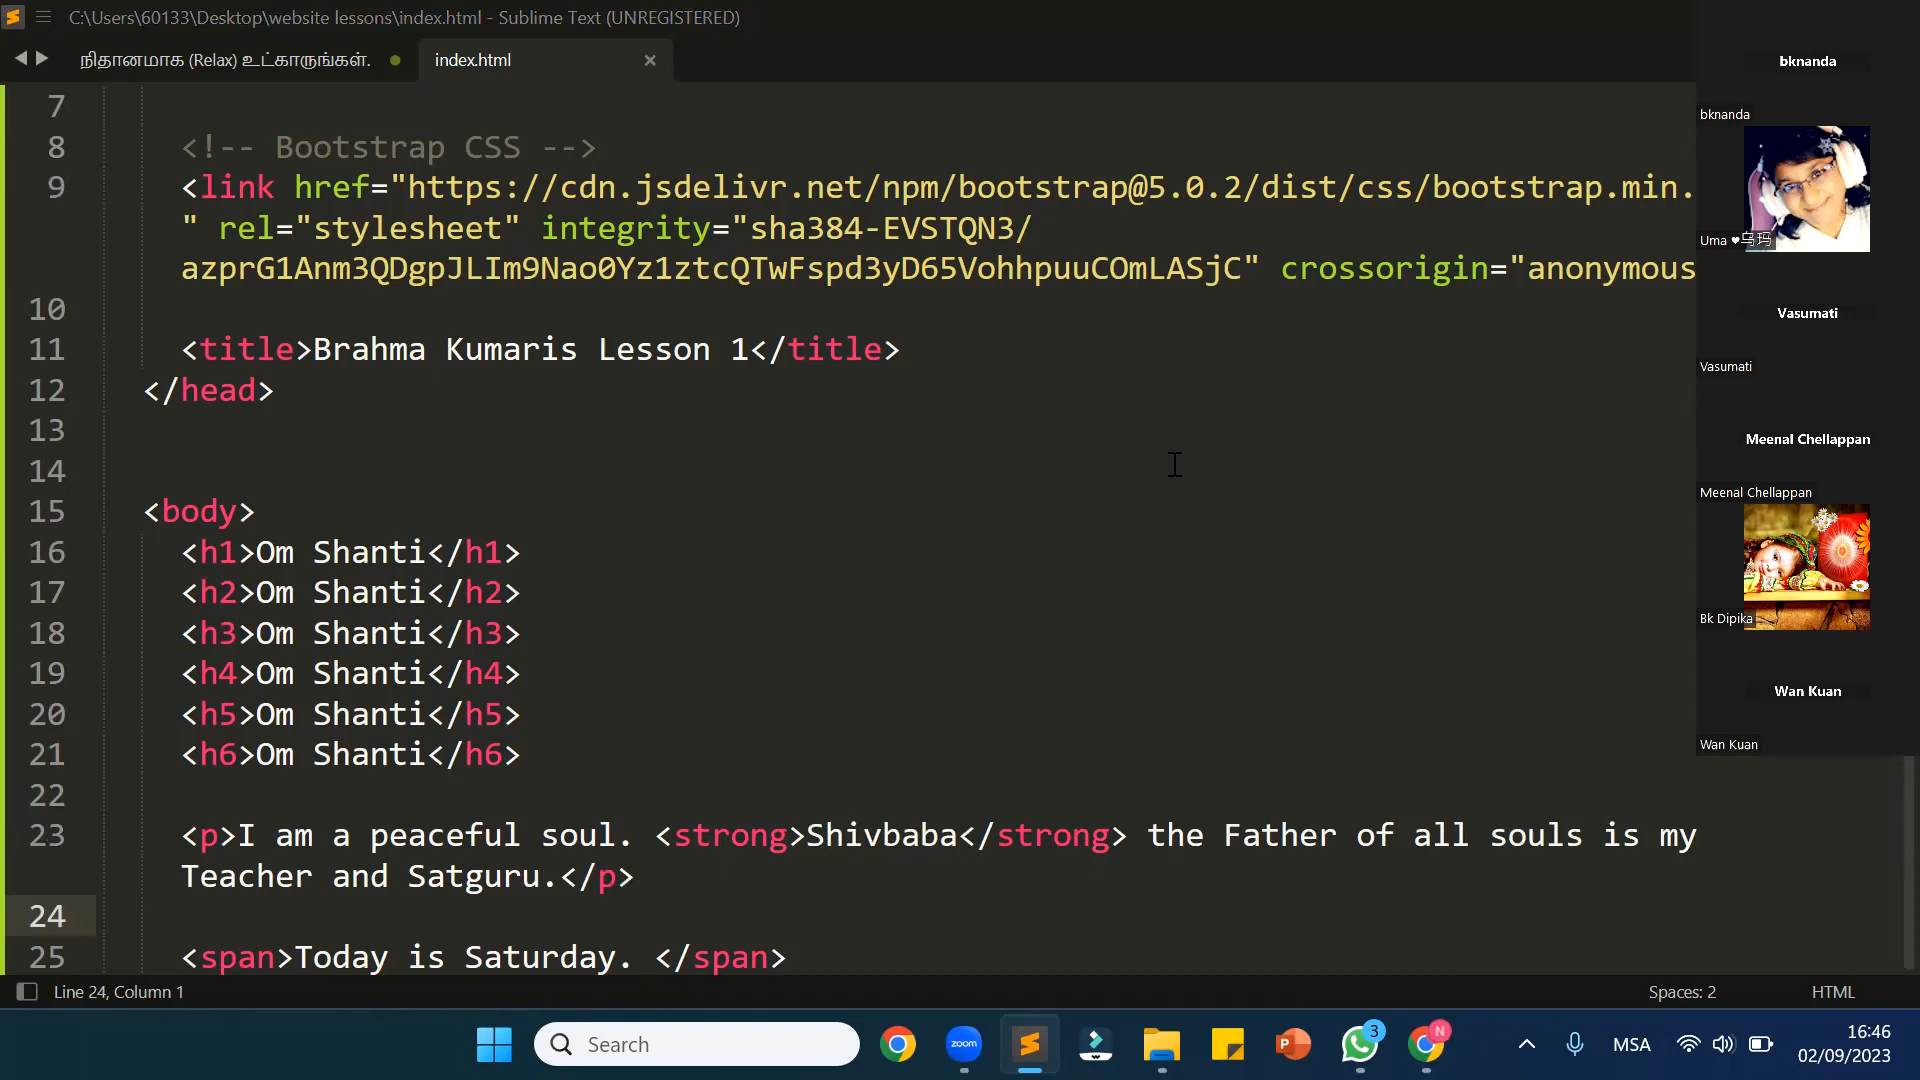 C:\Users\60133\Desktop\website lessons\index.html - Sublime Text (UNREGISTERED)
நிதானமாக (Relax) உட்காருங்கள்.
index.html
7
8 <!-- Bootstrap CSS -->
9 <link href="https://cdn.jsdelivr.net/npm/bootstrap@5.0.2/dist/css/bootstrap.min.
" rel="stylesheet" integrity="sha384-EVSTQN3/
azprG1Anm3QDgpJLIm9Nao0Yz1ztcQTwFspd3yD65VohhpuuCOmLASjC" crossorigin="anonymous
10
11 <title>Brahma Kumaris Lesson 1</title>
12 </head>
13
14
15 <body>
16 <h1>Om Shanti</h1>
17 <h2>Om Shanti</h2>
18 <h3>Om Shanti</h3>
19 <h4>Om Shanti</h4>
20 <h5>Om Shanti</h5>
21 <h6>Om Shanti</h6>
22
23 <p>I am a peaceful soul. <strong>Shivbaba</strong> the Father of all souls is my
Teacher and Satguru.</p>
24
25 <span>Today is Saturday. </span>
Line 24, Column 1
Spaces: 2
HTML
bknanda
bknanda
Uma ♥乌玛
Vasumati
Vasumati
Meenal Chellappan
Meenal Chellappan
Bk Dipika
Wan Kuan
Wan Kuan
Search
zoom
P
3
N
MSA
16:46
02/09/2023